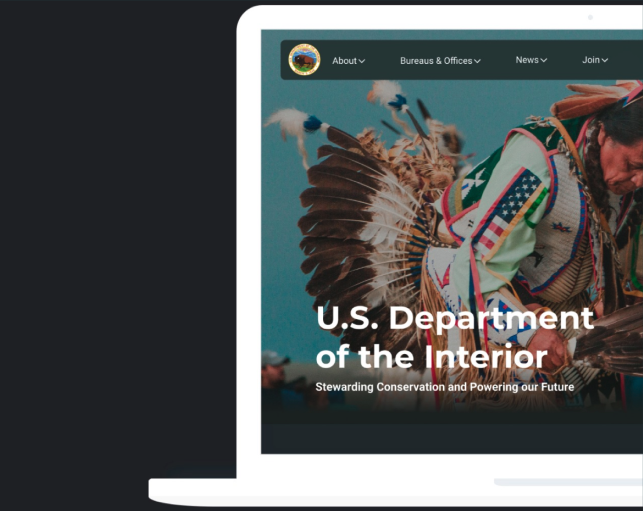 About
Bureaus & Offices
News
Join
U.S. Department
of the Interior
Stewarding Conservation and Powering our Future